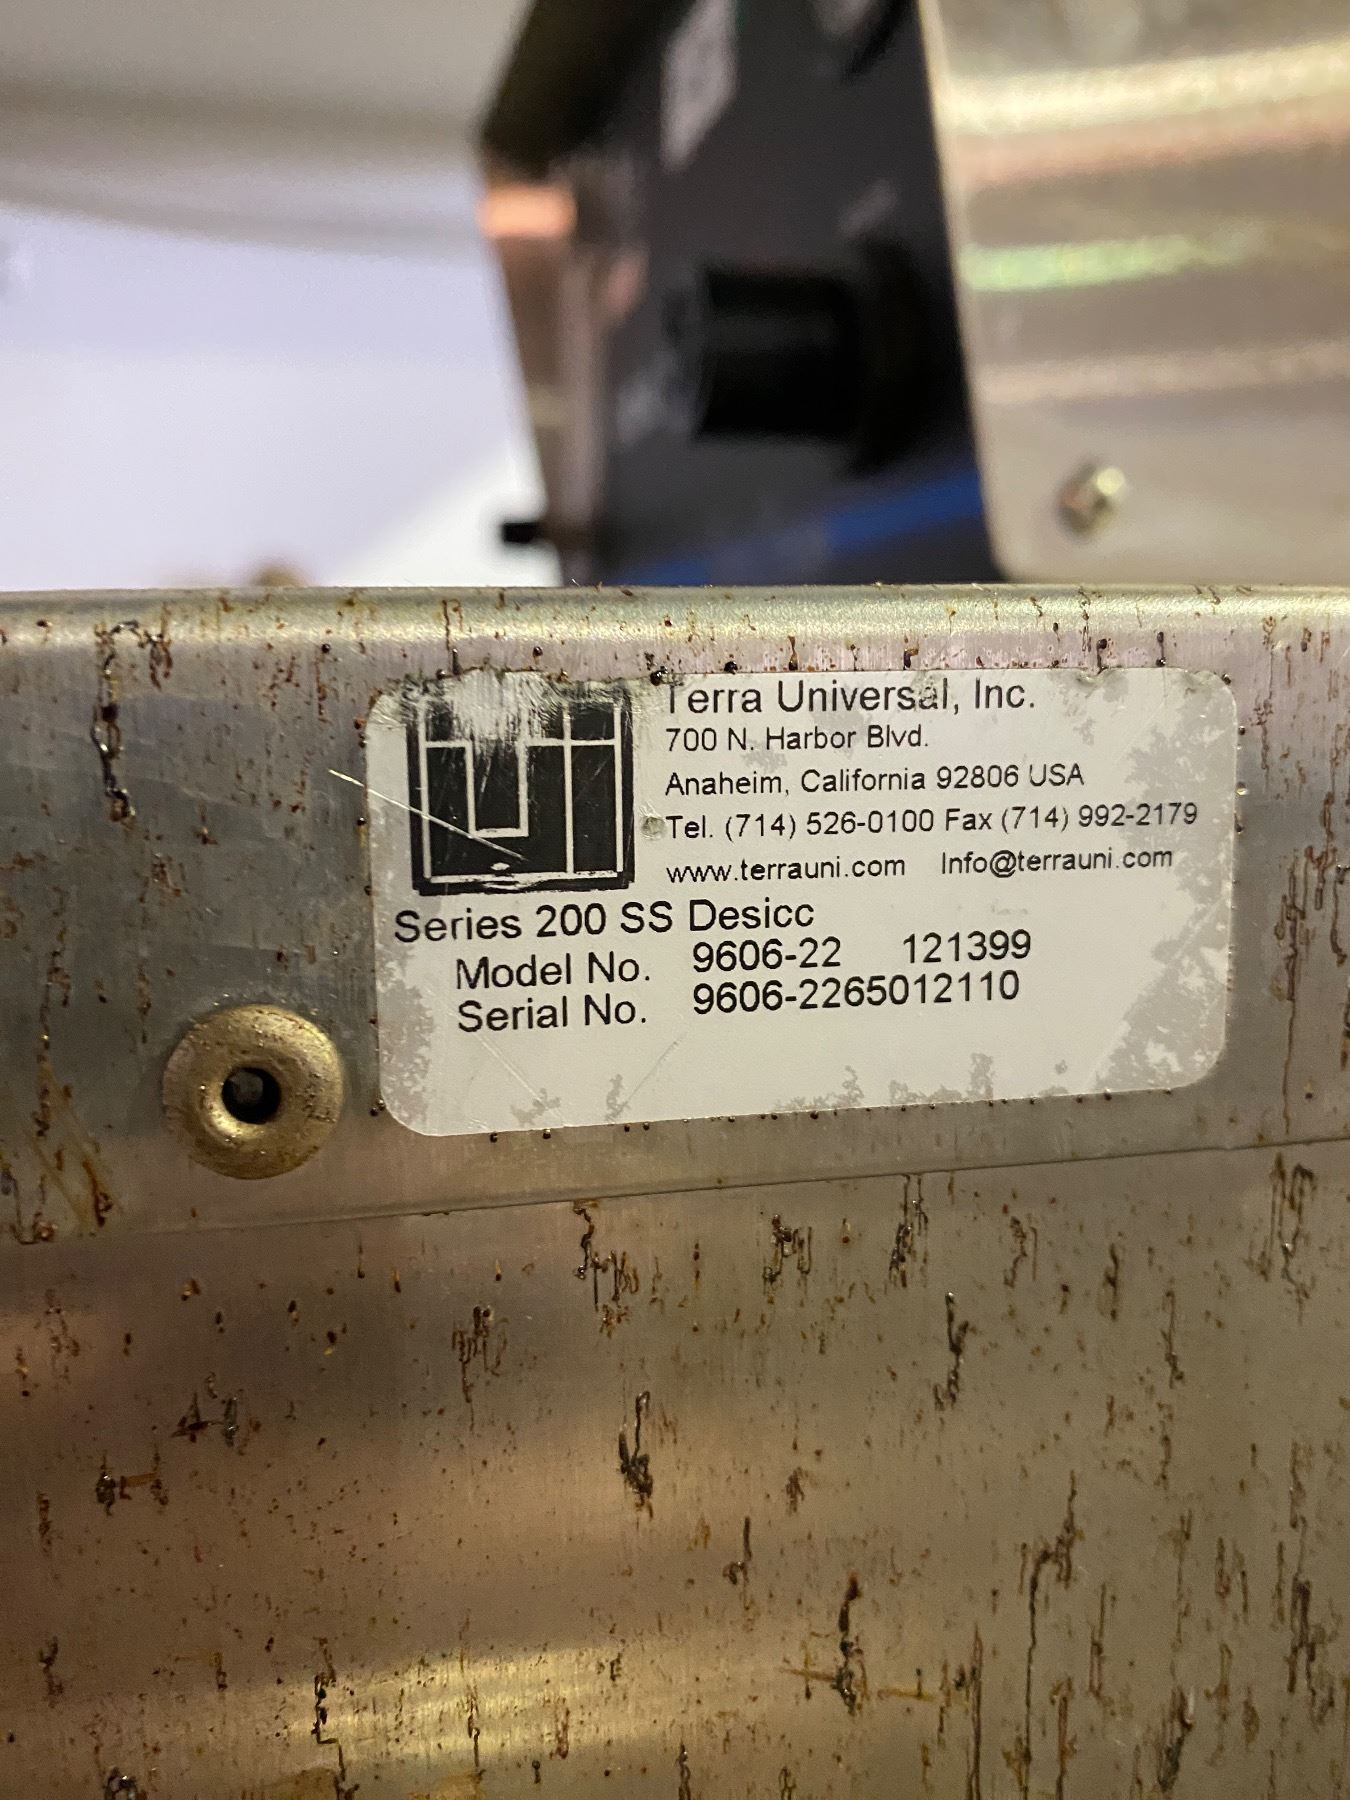 Terra Universal, Inc.
700 N. Harbor Blvd.
Anaheim, California 92806 USA
Tel. (714) 526-0100 Fax (714) 992-2179
www.terrauni.com Info@terrauni.com
Series 200 SS Desicc
Model No. 9606-22 121399
Serial No. 9606-2265012110